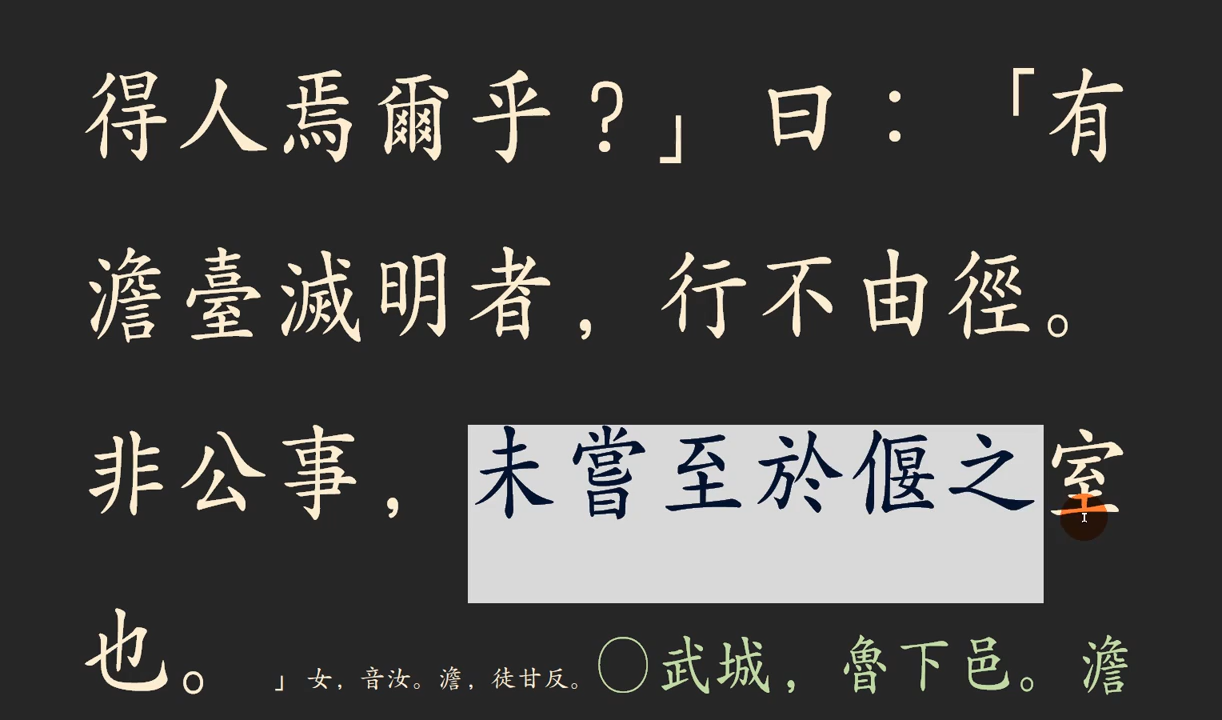 得人焉爾乎？」曰：「有
澹臺滅明者，行不由徑。
非公事，未嘗至於偃之室
也。」女，音汝。澹，徒甘反。◯武城，魯下邑。澹